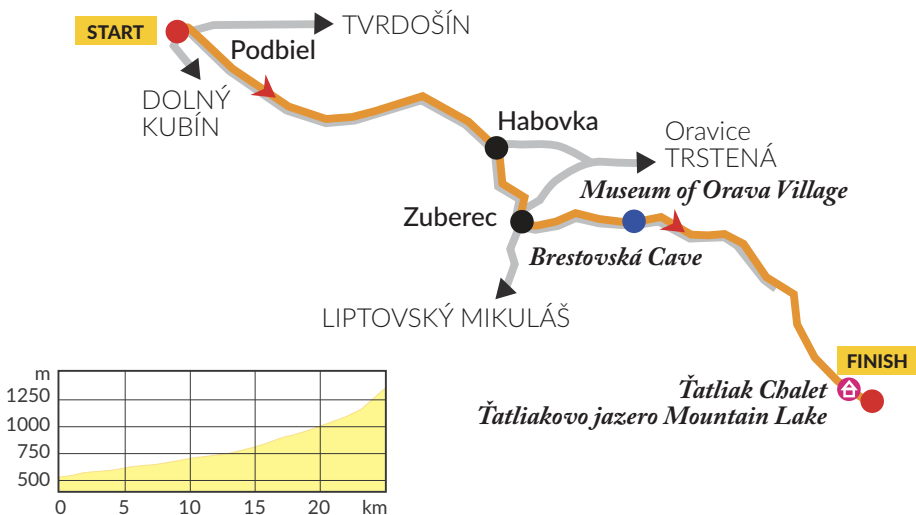 START
TVRDOŠÍN
Podbiel
DOLNÝ
KUBÍN
Habovka
Oravice
TRSTENÁ
Museum of Orava Village
Zuberec
Brestovská Cave
LIPTOVSKÝ MIKULÁŠ
FINISH
Ťatliak Chalet
Ťatliakovo jazero Mountain Lake
m
1250
1000
750
500
0 5 10 15 20 km